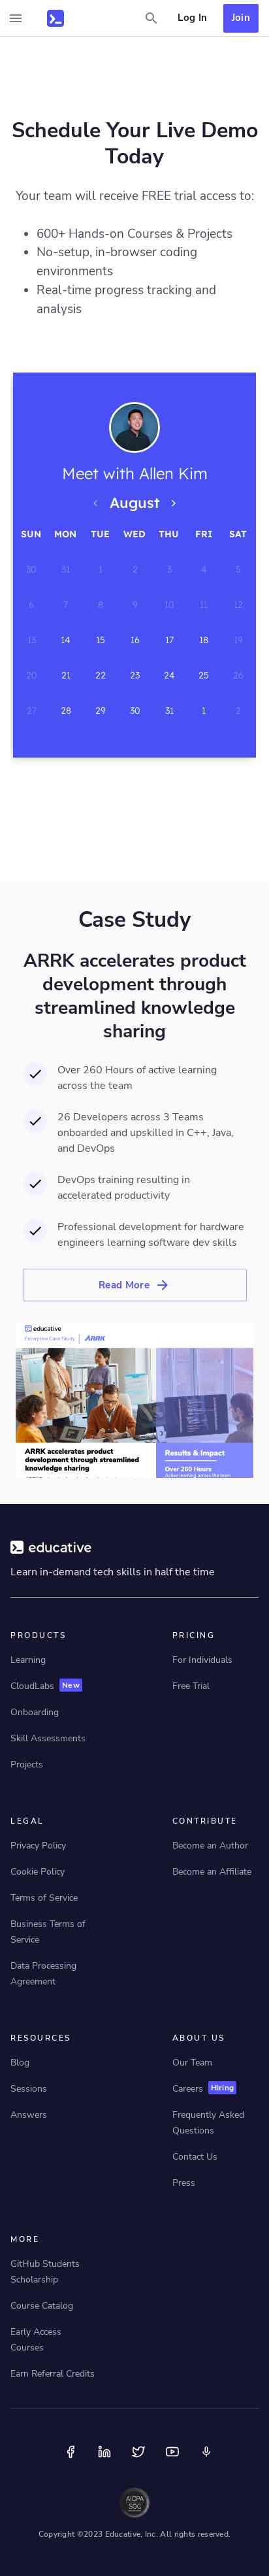 Log In
Join
Schedule Your Live Demo
Today
Your team will receive FREE trial access to:
600+ Hands-on Courses & Projects
No-setup, in-browser coding
environments
Real-time progress tracking and
analysis
Meet with Allen Kim
August
SUN MON TUE WED THU FRI SAT
30 31 1 2 3 4 5
6 7 8 9 10 11 12
13 14 15 16 17 18 19
20 21 22 23 24 25 26
27 28 29 30 31 1 2
Case Study
ARRK accelerates product
development through
streamlined knowledge
sharing
Over 260 Hours of active learning
across the team
26 Developers across 3 Teams
onboarded and upskilled in C++, Java,
and DevOps
DevOps training resulting in
accelerated productivity
Professional development for hardware
engineers learning software dev skills
Read More
educative
Enterprise Case Study ARRK
ARRK accelerates product
development through streamlined
knowledge sharing
Results & Impact
Over 260 Hours
educative
Learn in-demand tech skills in half the time
PRODUCTS
Learning
CloudLabs New
Onboarding
Skill Assessments
Projects
PRICING
For Individuals
Free Trial
LEGAL
Privacy Policy
Cookie Policy
Terms of Service
Business Terms of
Service
Data Processing
Agreement
CONTRIBUTE
Become an Author
Become an Affiliate
RESOURCES
Blog
Sessions
Answers
ABOUT US
Our Team
Careers Hiring
Frequently Asked
Questions
Contact Us
Press
MORE
GitHub Students
Scholarship
Course Catalog
Early Access
Courses
Earn Referral Credits
AICPA
SOC
Copyright ©2023 Educative, Inc. All rights reserved.